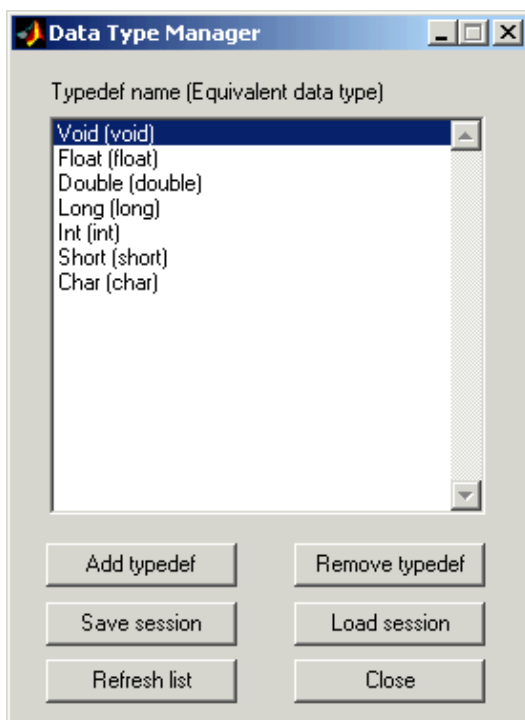 Data Type Manager
Typedef name (Equivalent data type)
Void (void)
Float (float)
Double (double)
Long (long)
Int (int)
Short (short)
Char (char)
Add typedef
Remove typedef
Save session
Load session
Refresh list
Close